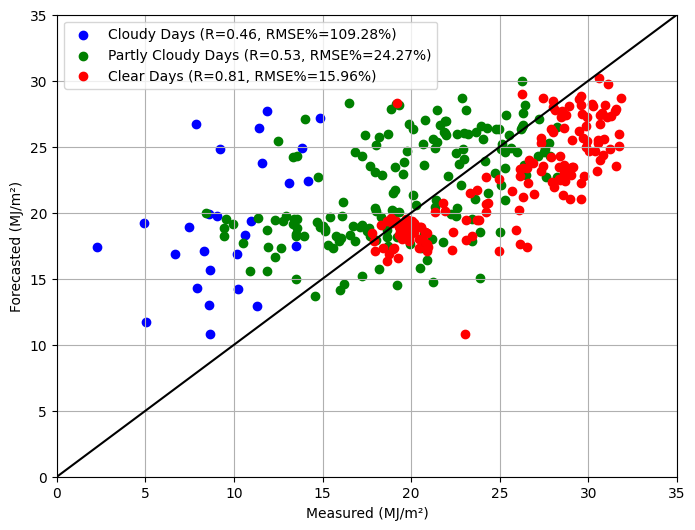 Cloudy Days (R=0.46, RMSE%=109.28%)
Partly Cloudy Days (R=0.53, RMSE%=24.27%)
Clear Days (R=0.81, RMSE%=15.96%)
35
30
25
20
15
10
5
0
Forecasted (MJ/m²)
0 5 10 15 20 25 30 35
Measured (MJ/m²)